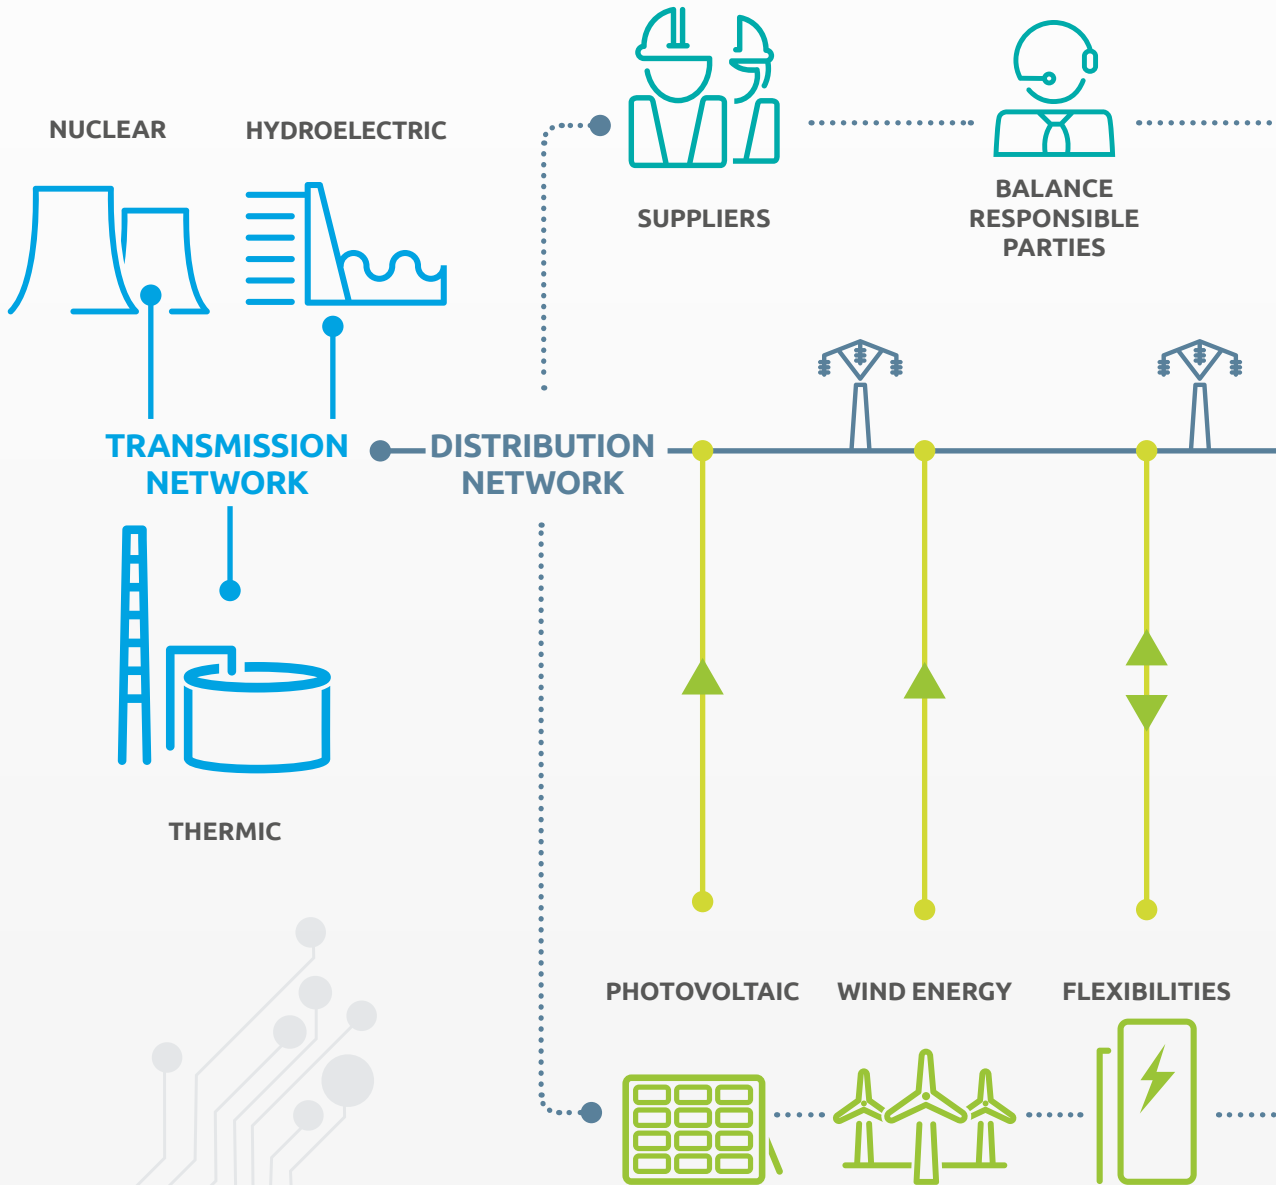 NUCLEAR
HYDROELECTRIC
SUPPLIERS
BALANCE
RESPONSIBLE
PARTIES
TRANSMISSION
NETWORK
DISTRIBUTION
NETWORK
THERMIC
PHOTOVOLTAIC
WIND ENERGY
FLEXIBILITIES